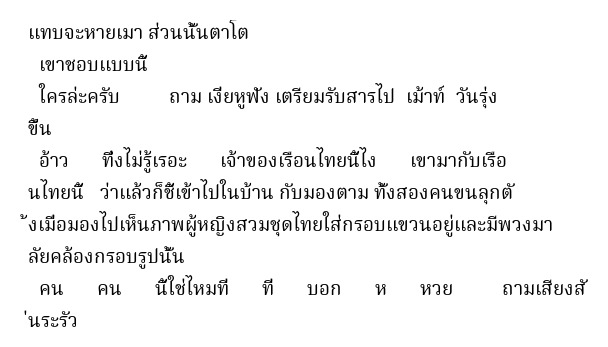 แทบจะหายเมา ส่วนนั้นตาโต
เขาชอบแบบนี้
ใครล่ะครับ ถาม เงี่ยหูฟัง เตรียมรับสารไป เม้าท์ วันรุ่ง
ขึ้น
อ้าว ที่งไม่รู้เรอะ เจ้าของเรือนไทยนี้ไง เขามากับเรือ
นไทยนี้ ว่าแล้วก็ชี้เข้าไปในบ้าน กับมองตาม ทั้งสองคนขนลุกตั
้งเมื่อมองไปเห็นภาพผู้หญิงสวมชุดไทยใส่กรอบแขวนอยู่และมีพวงมา
ลัยคล้องกรอบรูปนั้น
คน คน นี้ใช่ไหมที่ ที่ บอก ห หวย ถามเสียงสั
่นระรัว